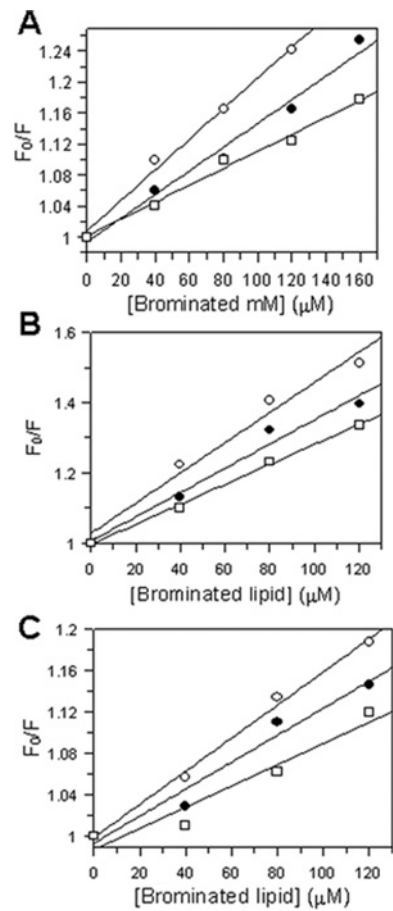 A
F₀/F
1.24
1.20
1.16
1.12
1.08
1.04
1
0 20 40 60 80 100 120 140 160
[Brominated mM] (μM)
B
F₀/F
1.6
1.4
1.2
1
0 20 40 60 80 100 120
[Brominated lipid] (μM)
C
F₀/F
1.2
1.16
1.12
1.08
1.04
1
0 20 40 60 80 100 120
[Brominated lipid] (μM)